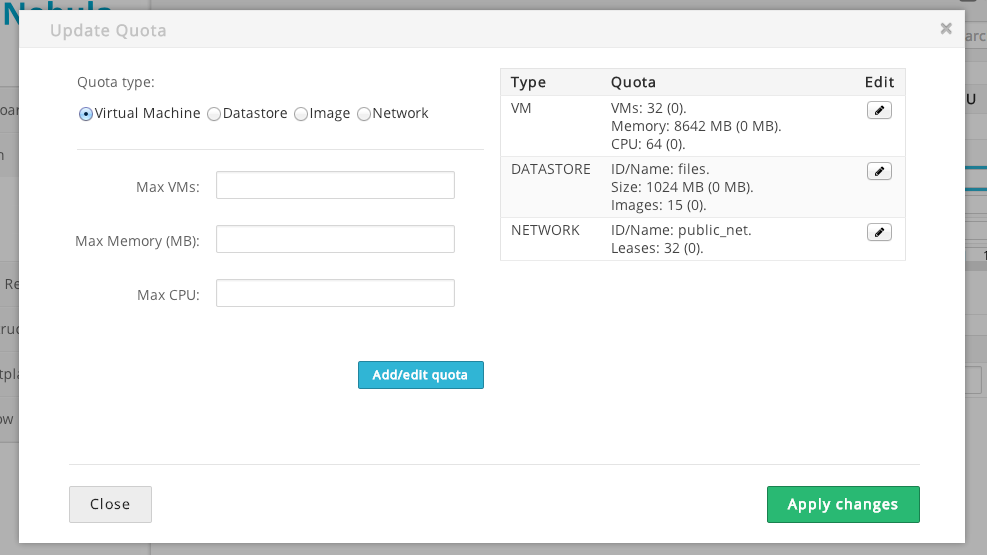 Update Quota
×
Quota type:
Virtual Machine Datastore Image Network
Max VMs:
Max Memory (MB):
Max CPU:
Add/edit quota
Type Quota Edit
VM VMs: 32 (0).
Memory: 8642 MB (0 MB).
CPU: 64 (0).
DATASTORE ID/Name: files.
Size: 1024 MB (0 MB).
Images: 15 (0).
NETWORK ID/Name: public_net.
Leases: 32 (0).
Close
Apply changes